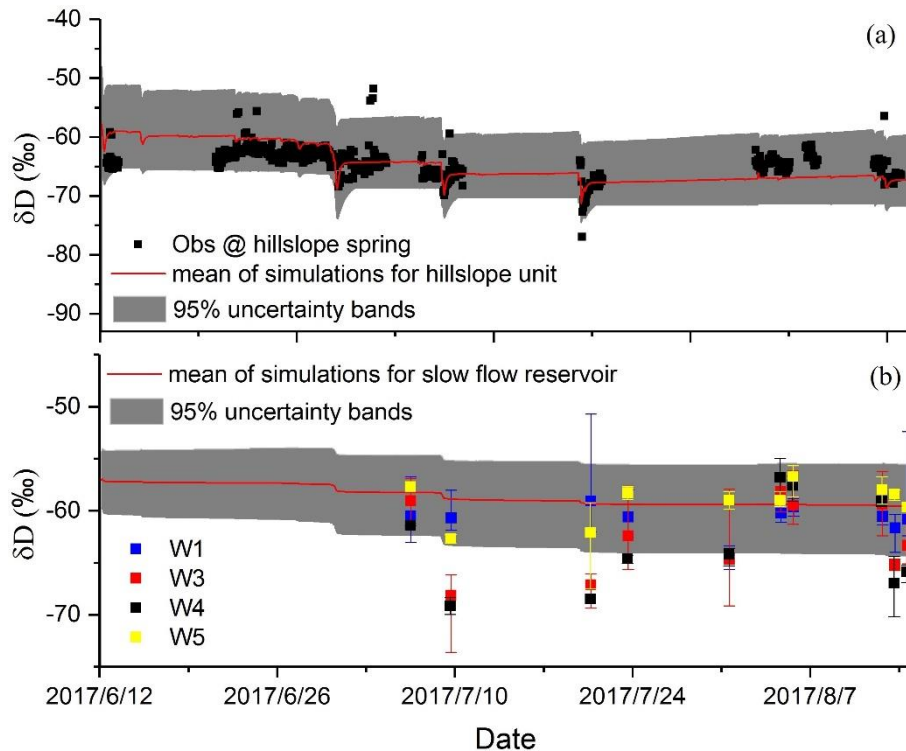 -40
(a)
-50
-60
-70
-80
-90
δD (‰)
Obs @ hillslope spring
mean of simulations for hillslope unit
95% uncertainty bands
mean of simulations for slow flow reservoir
(b)
95% uncertainty bands
-50
-60
-70
δD (‰)
W1
W3
W4
W5
2017/6/12 2017/6/26 2017/7/10 2017/7/24 2017/8/7
Date